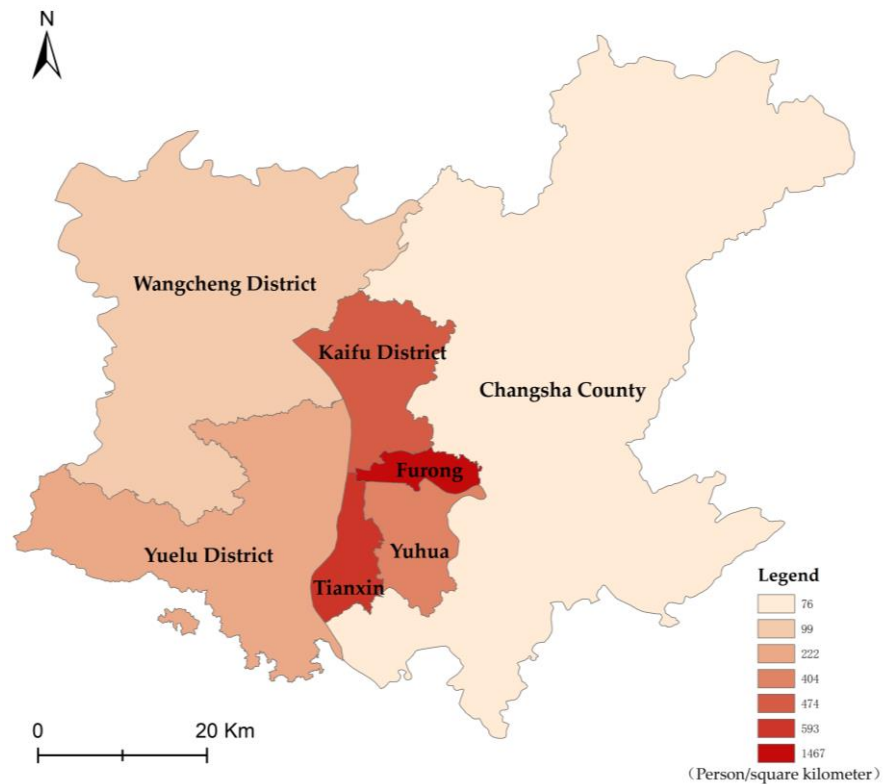 N
Wangcheng District
Kaifu District
Changsha County
Furong
Yuelu District
Yuhua
Tianxin
Legend
76
99
222
404
474
593
1467
(Person/square kilometer)
0 20 Km